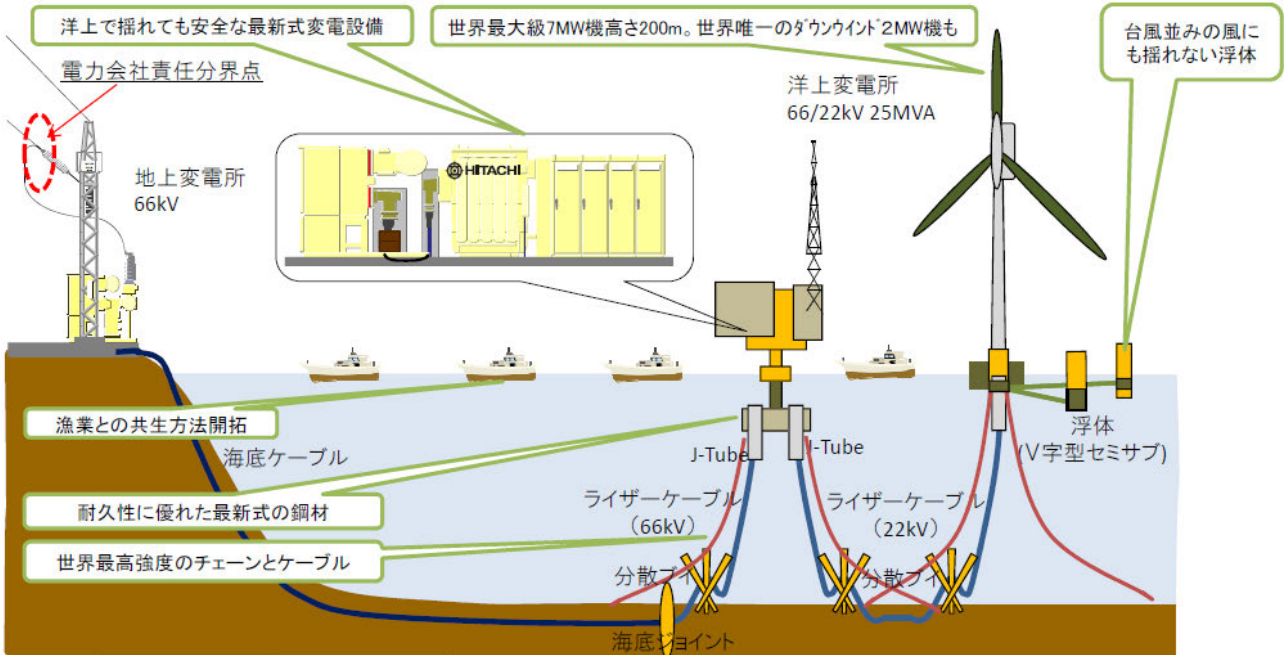 洋上で揺れても安全な最新式変電設備
世界最大級7MW機高さ200m。世界唯一のダウンウインド2MW機も
台風並みの風に
も揺れない浮体
電力会社責任分界点
洋上変電所
66/22kV 25MVA
地上変電所
66kV
HITACHI
漁業との共生方法開拓
海底ケーブル
J-Tube
J-Tube
浮体
(V字型セミサブ)
耐久性に優れた最新式の鋼材
ライザーケーブル
(66kV)
ライザーケーブル
(22kV)
世界最高強度のチェーンとケーブル
分散ブイ
分散ブイ
海底ジョイント